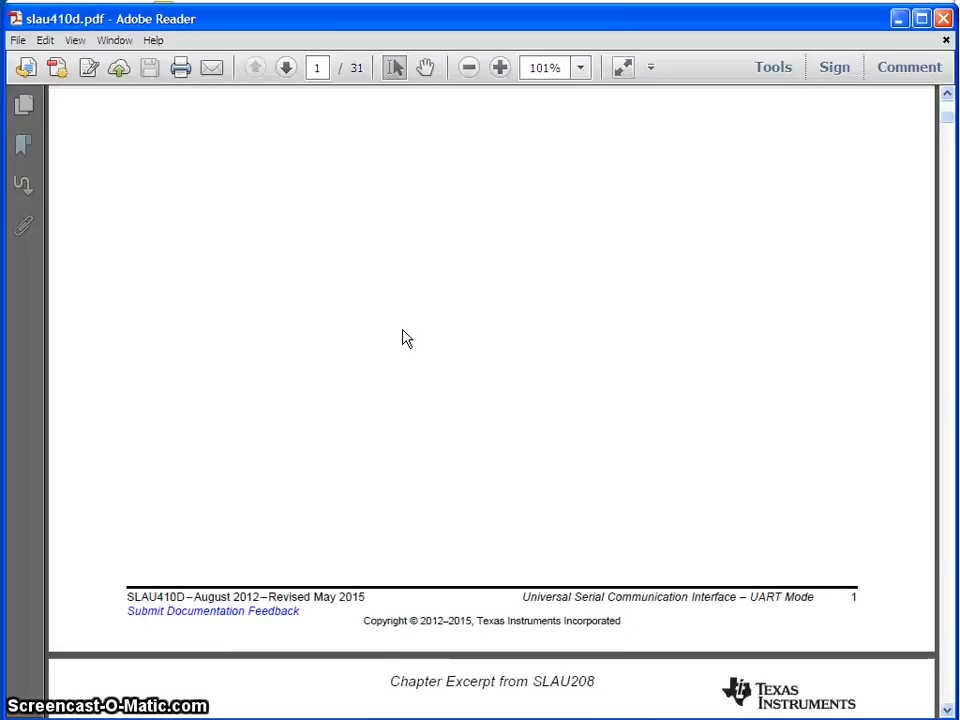 slau410d.pdf - Adobe Reader
File Edit View Window Help
1 / 31 101% Tools Sign Comment
SLAU410D–August 2012–Revised May 2015 Universal Serial Communication Interface – UART Mode 1
Submit Documentation Feedback
Copyright © 2012–2015, Texas Instruments Incorporated
Chapter Excerpt from SLAU208
TEXAS
INSTRUMENTS
Screencast-O-Matic.com